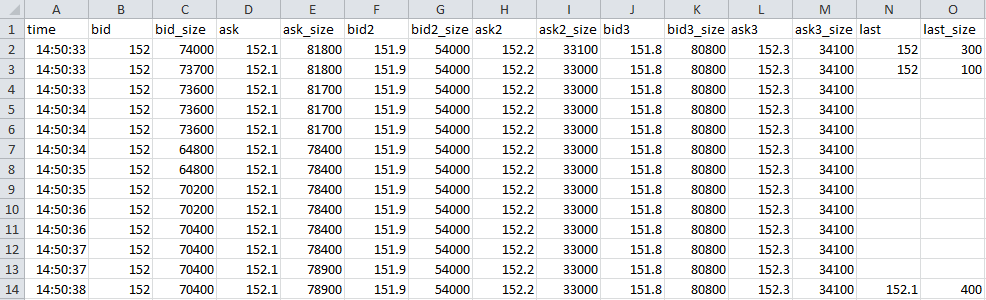 A B C D E F G H I J K L M N O
1 time bid bid_size ask ask_size bid2 bid2_size ask2 ask2_size bid3 bid3_size ask3 ask3_size last last_size
2 14:50:33 152 74000 152.1 81800 151.9 54000 152.2 33100 151.8 80800 152.3 34100 152 300
3 14:50:33 152 73700 152.1 81800 151.9 54000 152.2 33000 151.8 80800 152.3 34100 152 100
4 14:50:33 152 73600 152.1 81700 151.9 54000 152.2 33000 151.8 80800 152.3 34100
5 14:50:34 152 73600 152.1 81700 151.9 54000 152.2 33000 151.8 80800 152.3 34100
6 14:50:34 152 73600 152.1 81700 151.9 54000 152.2 33000 151.8 80800 152.3 34100
7 14:50:34 152 64800 152.1 78400 151.9 54000 152.2 33000 151.8 80800 152.3 34100
8 14:50:35 152 64800 152.1 78400 151.9 54000 152.2 33000 151.8 80800 152.3 34100
9 14:50:35 152 70200 152.1 78400 151.9 54000 152.2 33000 151.8 80800 152.3 34100
10 14:50:36 152 70200 152.1 78400 151.9 54000 152.2 33000 151.8 80800 152.3 34100
11 14:50:36 152 70400 152.1 78400 151.9 54000 152.2 33000 151.8 80800 152.3 34100
12 14:50:37 152 70400 152.1 78400 151.9 54000 152.2 33000 151.8 80800 152.3 34100
13 14:50:37 152 70400 152.1 78900 151.9 54000 152.2 33000 151.8 80800 152.3 34100
14 14:50:38 152 70400 152.1 78900 151.9 54000 152.2 33000 151.8 80800 152.3 34100 152.1 400